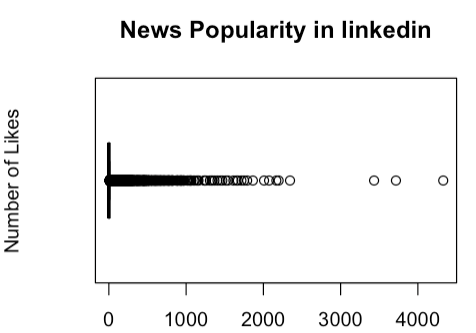 News Popularity in linkedin
Number of Likes
0 1000 2000 3000 4000